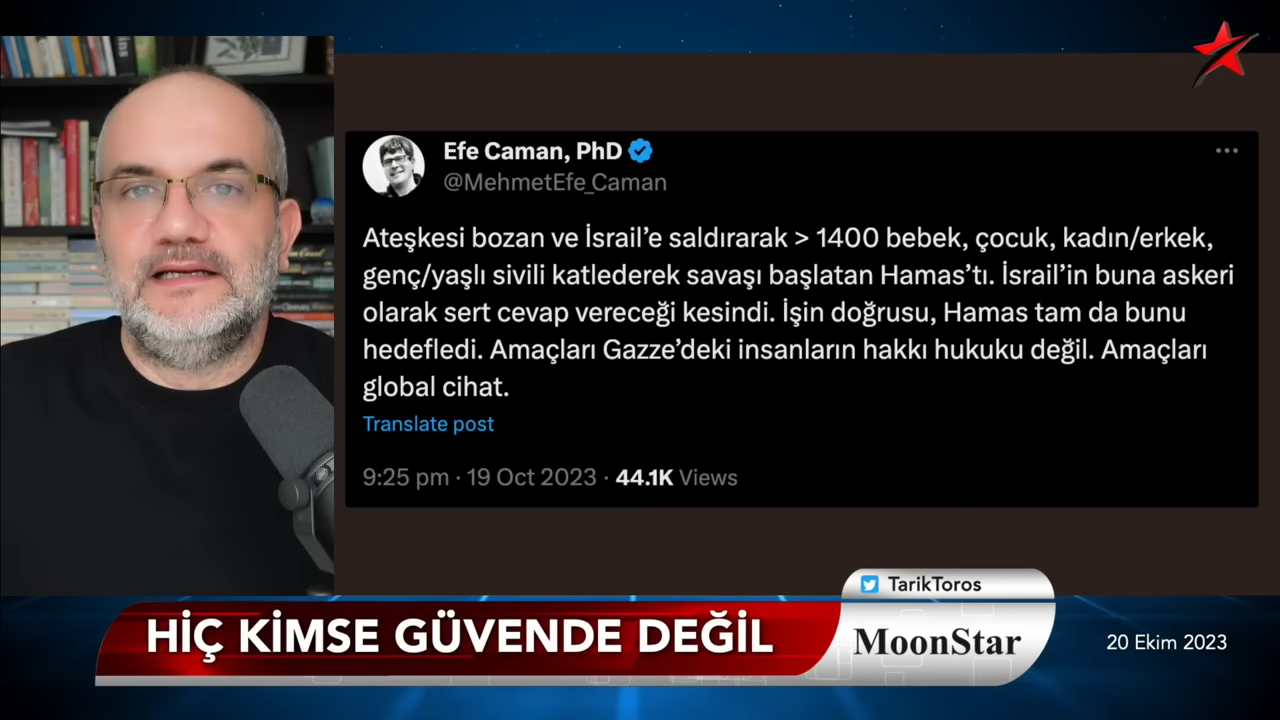 Efe Caman, PhD
@MehmetEfe_Caman
Ateşkesi bozan ve İsrail’e saldırarak > 1400 bebek, çocuk, kadın/erkek,
genç/yaşlı sivili katlederek savaşı başlatan Hamas’tı. İsrail’in buna askeri
olarak sert cevap vereceği kesindi. İşin doğrusu, Hamas tam da bunu
hedefledi. Amaçları Gazze’deki insanların hakkı hukuku değil. Amaçları
global cihat.
Translate post
9:25 pm · 19 Oct 2023 · 44.1K Views
TarikToros
HİÇ KİMSE GÜVENDE DEĞİL
MoonStar
20 Ekim 2023